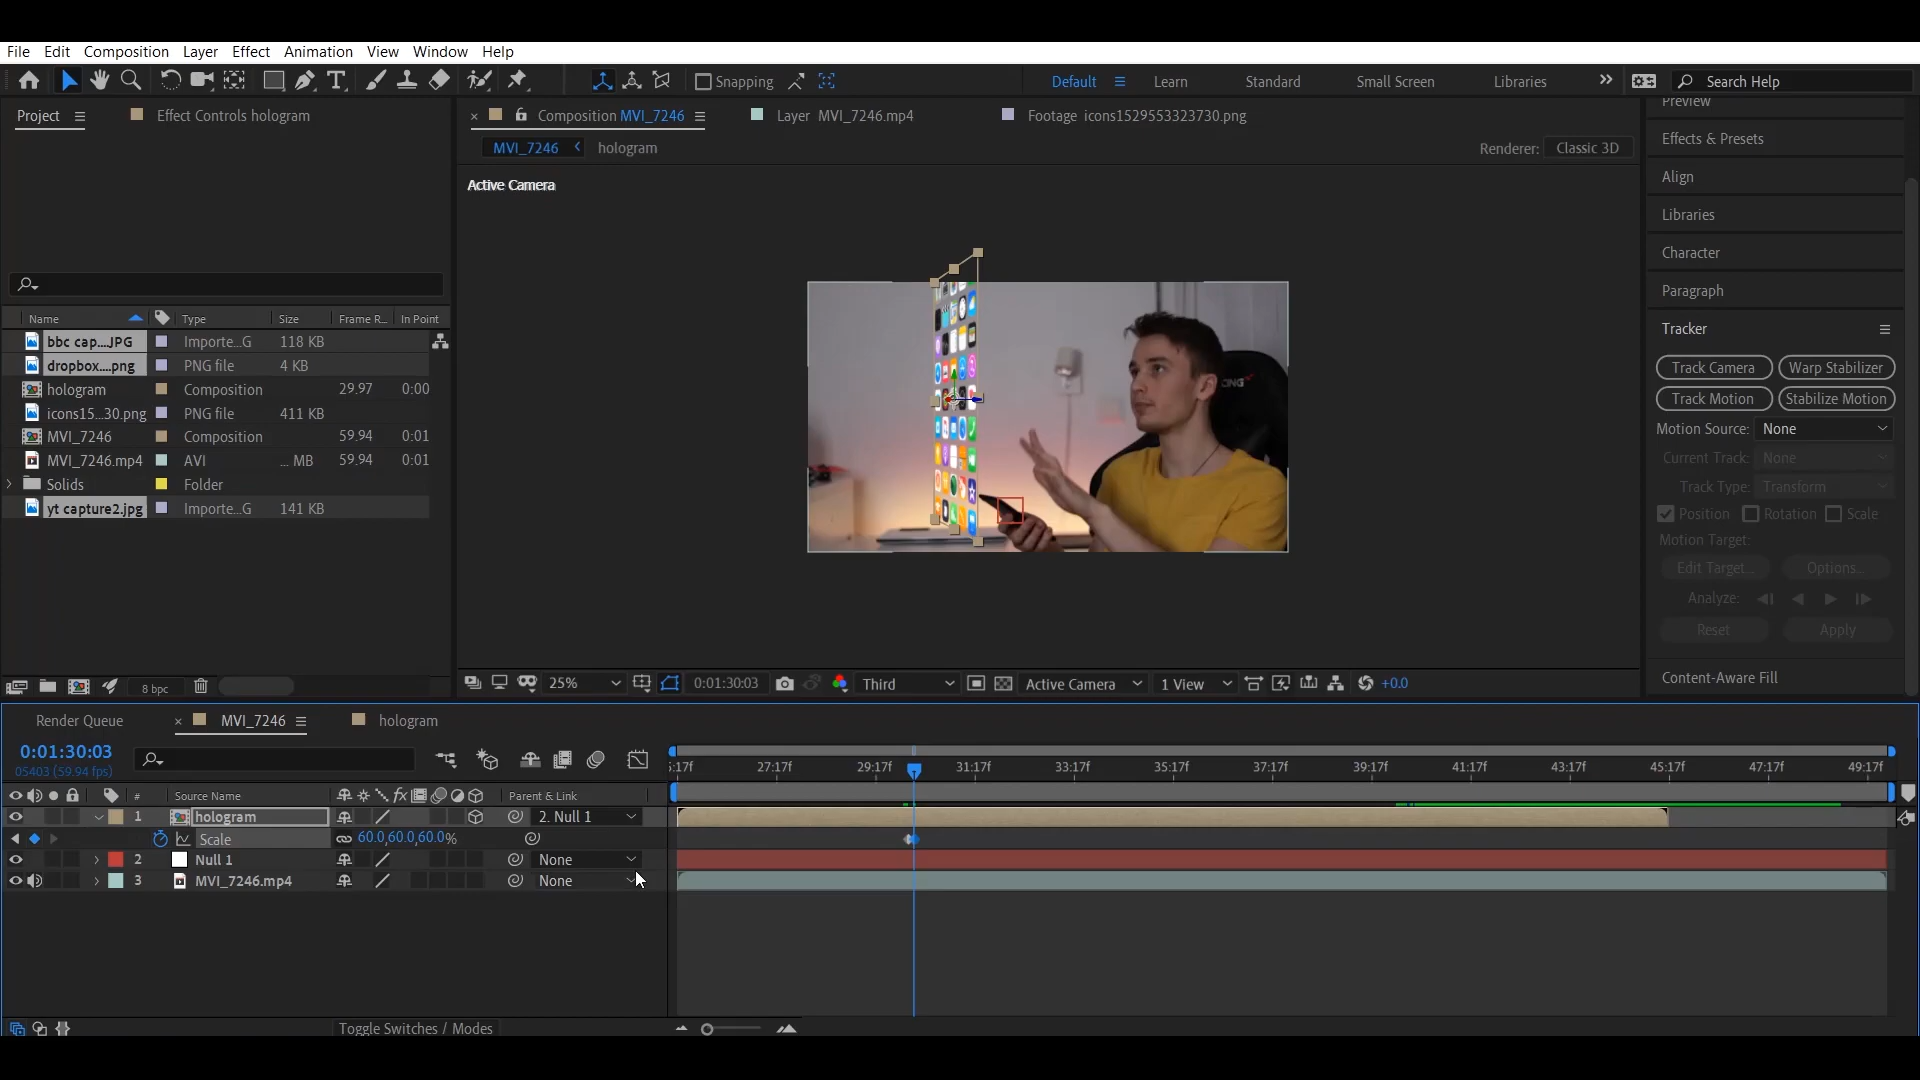 File Edit Composition Layer Effect Animation View Window Help
Snapping
Default Learn Standard Small Screen Libraries Search Help
Project Effect Controls hologram
Composition MVI_7246 Layer MVI_7246.mp4 Footage icons1529553323730.png
MVI_7246 hologram
Renderer: Classic 3D
Active Camera
Name Type Size Frame R... In Point
bbc cap....JPG Importe...G 118 KB
dropbox....png PNG file 4 KB
hologram Composition 29.97 0:00
icons15...30.png PNG file 411 KB
MVI_7246 Composition 59.94 0:01
MVI_7246.mp4 AVI ... MB 59.94 0:01
Solids Folder
yt capture2.jpg Importe...G 141 KB
8 bpc
25% 0:01:30:03 Third Active Camera 1 View +0.0
Preview
Effects & Presets
Align
Libraries
Character
Paragraph
Tracker
Track Camera Warp Stabilizer
Track Motion Stabilize Motion
Motion Source: None
Current Track: None
Track Type: Transform
Position Rotation Scale
Motion Target:
Edit Target... Options...
Analyze:
Reset Apply
Content-Aware Fill
Render Queue MVI_7246 hologram
0:01:30:03
05403 (59.94 fps)
5:17f 27:17f 29:17f 31:17f 33:17f 35:17f 37:17f 39:17f 41:17f 43:17f 45:17f 47:17f 49:17f
# Source Name fx Parent & Link
1 hologram 2. Null 1
Scale 60.0,60.0,60.0%
2 Null 1 None
3 MVI_7246.mp4 None
Toggle Switches / Modes